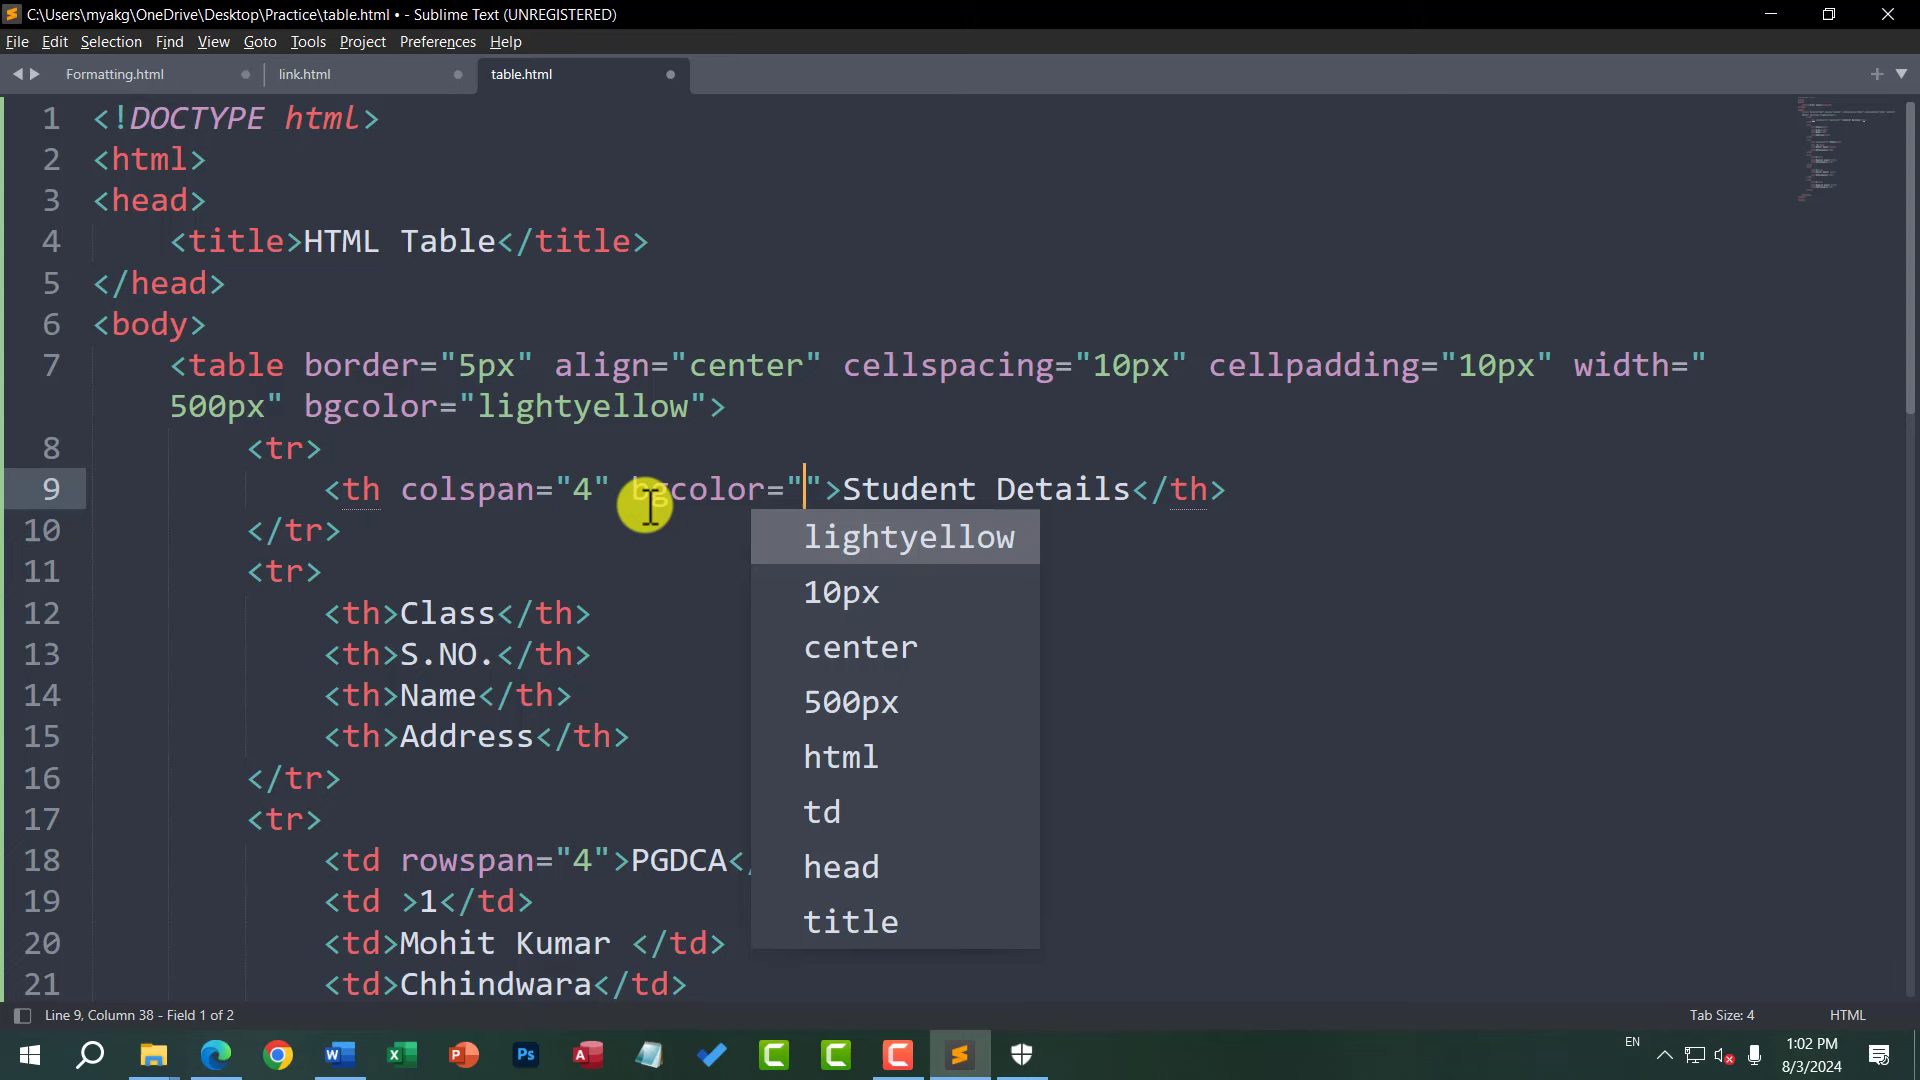 C:\Users\myakg\OneDrive\Desktop\Practice\table.html • - Sublime Text (UNREGISTERED)
File Edit Selection Find View Goto Tools Project Preferences Help
Formatting.html link.html table.html
1 <!DOCTYPE html>
2 <html>
3 <head>
4 <title>HTML Table</title>
5 </head>
6 <body>
7 <table border="5px" align="center" cellspacing="10px" cellpadding="10px" width="
500px" bgcolor="lightyellow">
8 <tr>
9 <th colspan="4" bgcolor="">Student Details</th>
10 </tr>
11 <tr>
12 <th>Class</th>
13 <th>S.NO.</th>
14 <th>Name</th>
15 <th>Address</th>
16 </tr>
17 <tr>
18 <td rowspan="4">PGDCA<
19 <td >1</td>
20 <td>Mohit Kumar </td>
21 <td>Chhindwara</td>
lightyellow
10px
center
500px
html
td
head
title
Line 9, Column 38 - Field 1 of 2 Tab Size: 4 HTML
EN
1:02 PM
8/3/2024